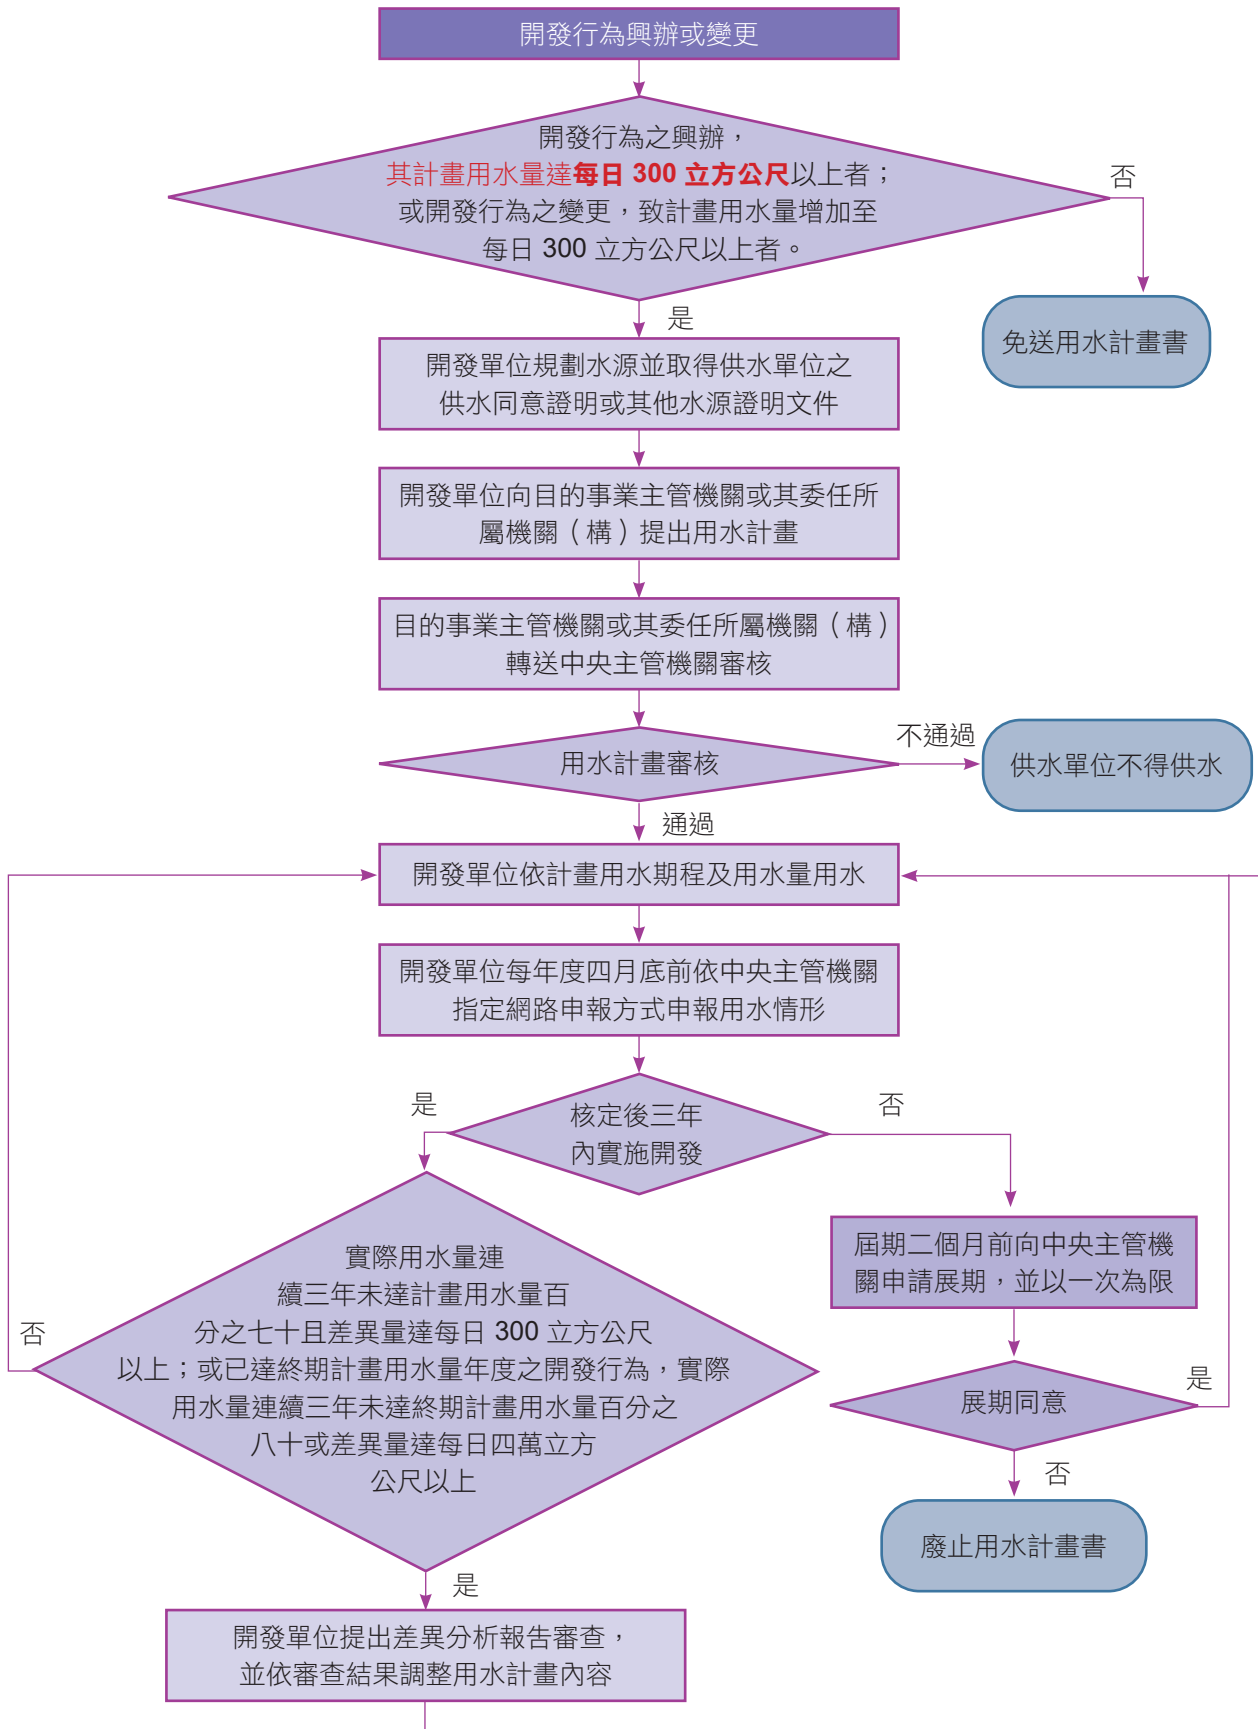 開發行為興辦或變更
開發行為之興辦，
其計畫用水量達每日 300 立方公尺以上者；
或開發行為之變更，致計畫用水量增加至
每日 300 立方公尺以上者。
否
免送用水計畫書
是
開發單位規劃水源並取得供水單位之
供水同意證明或其他水源證明文件
開發單位向目的事業主管機關或其委任所
屬機關（構）提出用水計畫
目的事業主管機關或其委任所屬機關（構）
轉送中央主管機關審核
用水計畫審核
不通過
供水單位不得供水
通過
開發單位依計畫用水期程及用水量用水
開發單位每年度四月底前依中央主管機關
指定網路申報方式申報用水情形
核定後三年
內實施開發
是
否
實際用水量連
續三年未達計畫用水量百
分之七十且差異量達每日 300 立方公尺
以上；或已達終期計畫用水量年度之開發行為，實際
用水量連續三年未達終期計畫用水量百分之
八十或差異量達每日四萬立方
公尺以上
否
屆期二個月前向中央主管機
關申請展期，並以一次為限
展期同意
是
否
廢止用水計畫書
是
開發單位提出差異分析報告審查，
並依審查結果調整用水計畫內容